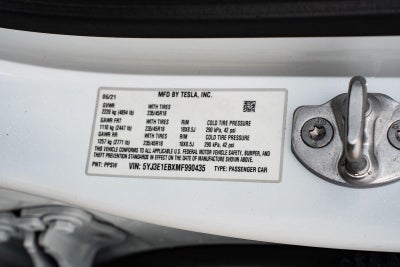 MFD BY TESLA, INC.
06/21
GVWR WITH TIRES
2220 kg (4894 lb) 235/45R18
GAWR FRT WITH TIRES RIM COLD TIRE PRESSURE
1110 kg (2447 lb) 235/45R18 18X8.5J 290 kPa, 42 psi
GAWR RR WITH TIRES RIM COLD TIRE PRESSURE
1257 kg (2771 lb) 235/45R18 18X8.5J 290 kPa, 42 psi
THIS VEHICLE CONFORMS TO ALL APPLICABLE U.S. FEDERAL MOTOR VEHICLE SAFETY, BUMPER, AND
THEFT PREVENTION STANDARDS IN EFFECT ON THE DATE OF MANUFACTURE SHOWN ABOVE.
PNT: PPSW VIN: 5YJ3E1EBXMF990435 TYPE: PASSENGER CAR